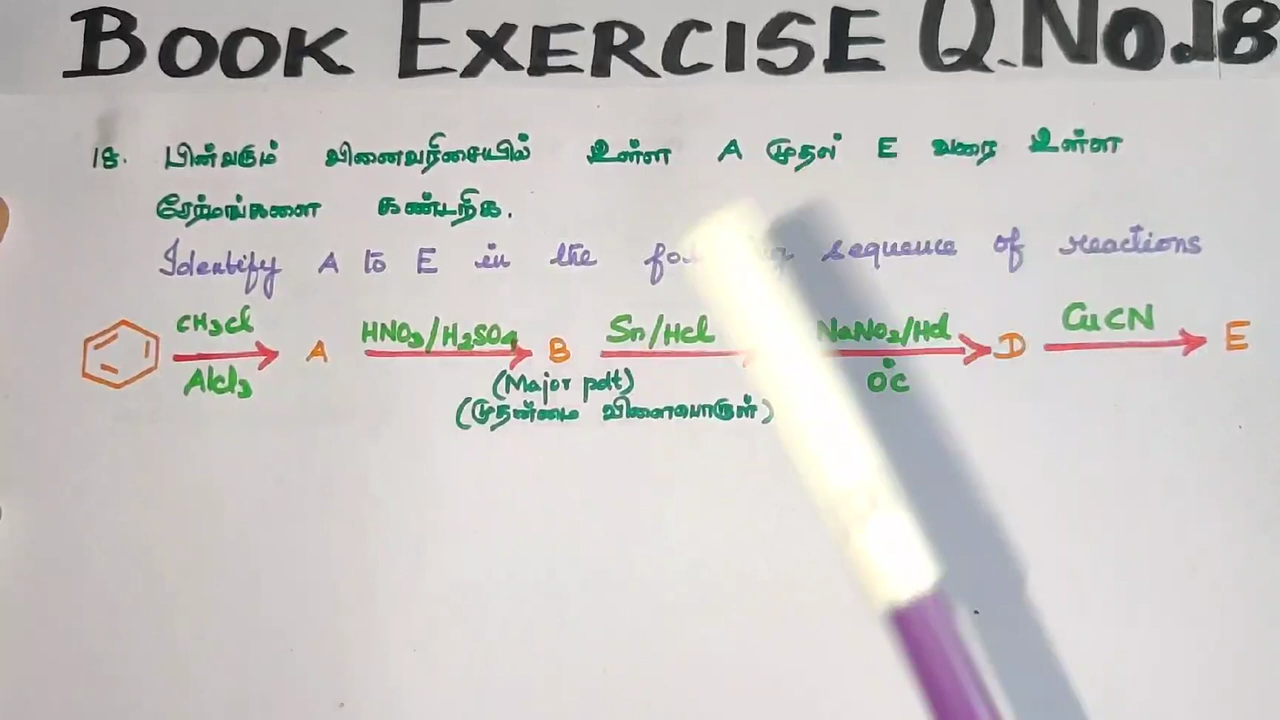 BOOK EXERCISE Q.NO.18
18. பின்வரும் வினைவரிசையில் உள்ள A முதல் E வரை உள்ள
சேர்மங்களை கண்டறிக.
Identify A to E in the sequence of reactions
CH3Cl HNO3/H2SO4 Sn/HCl NaNO2/HCl CuCN
A B D E
AlCl3 (Major pdt) 0°C
(முதன்மை விளைபொருள்)